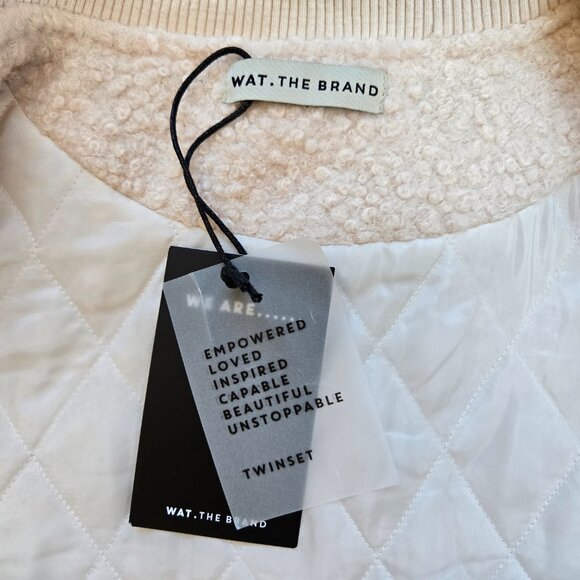 WAT.THE BRAND
WE ARE.....
EMPOWERED
LOVED
INSPIRED
CAPABLE
BEAUTIFUL
UNSTOPPABLE
TWINSET
WAT.THE BRAND